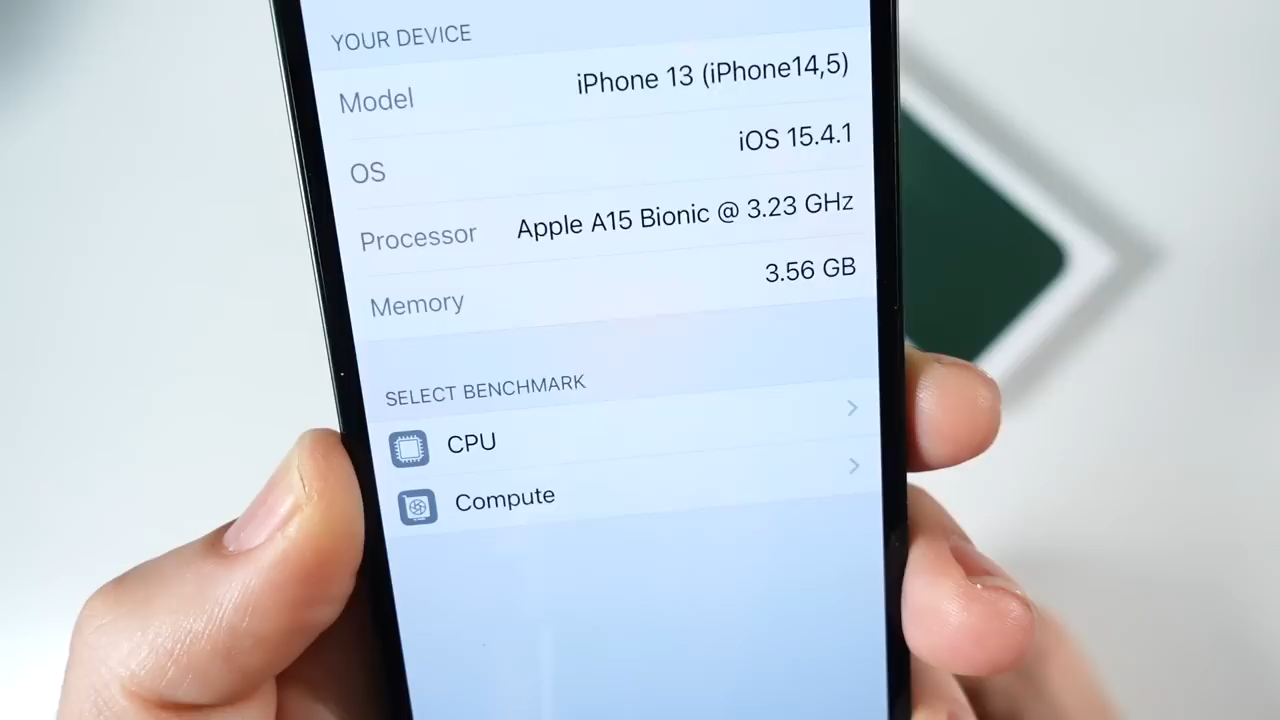 YOUR DEVICE
Model iPhone 13 (iPhone14,5)
OS iOS 15.4.1
Processor Apple A15 Bionic @ 3.23 GHz
Memory 3.56 GB
SELECT BENCHMARK
CPU
Compute